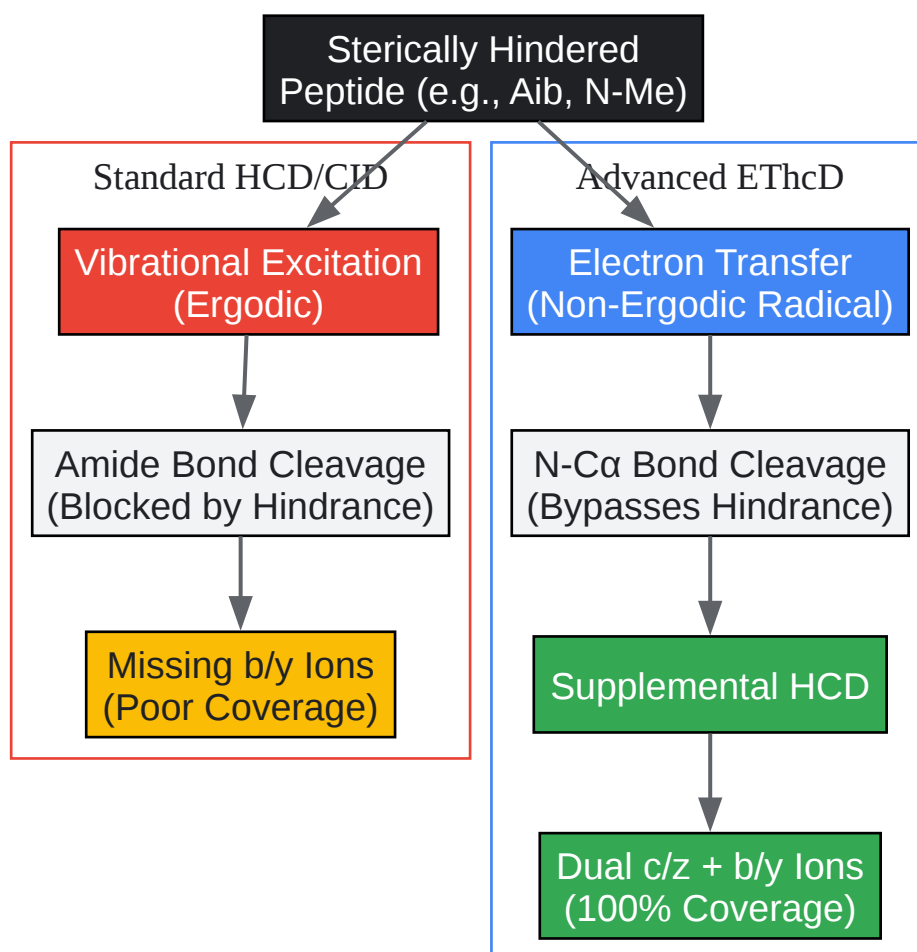 Sterically Hindered
Peptide (e.g., Aib, N-Me)
Standard HCD/CID
Vibrational Excitation
(Ergodic)
Amide Bond Cleavage
(Blocked by Hindrance)
Missing b/y Ions
(Poor Coverage)
Advanced EThcD
Electron Transfer
(Non-Ergodic Radical)
N-Cα Bond Cleavage
(Bypasses Hindrance)
Supplemental HCD
Dual c/z + b/y Ions
(100% Coverage)